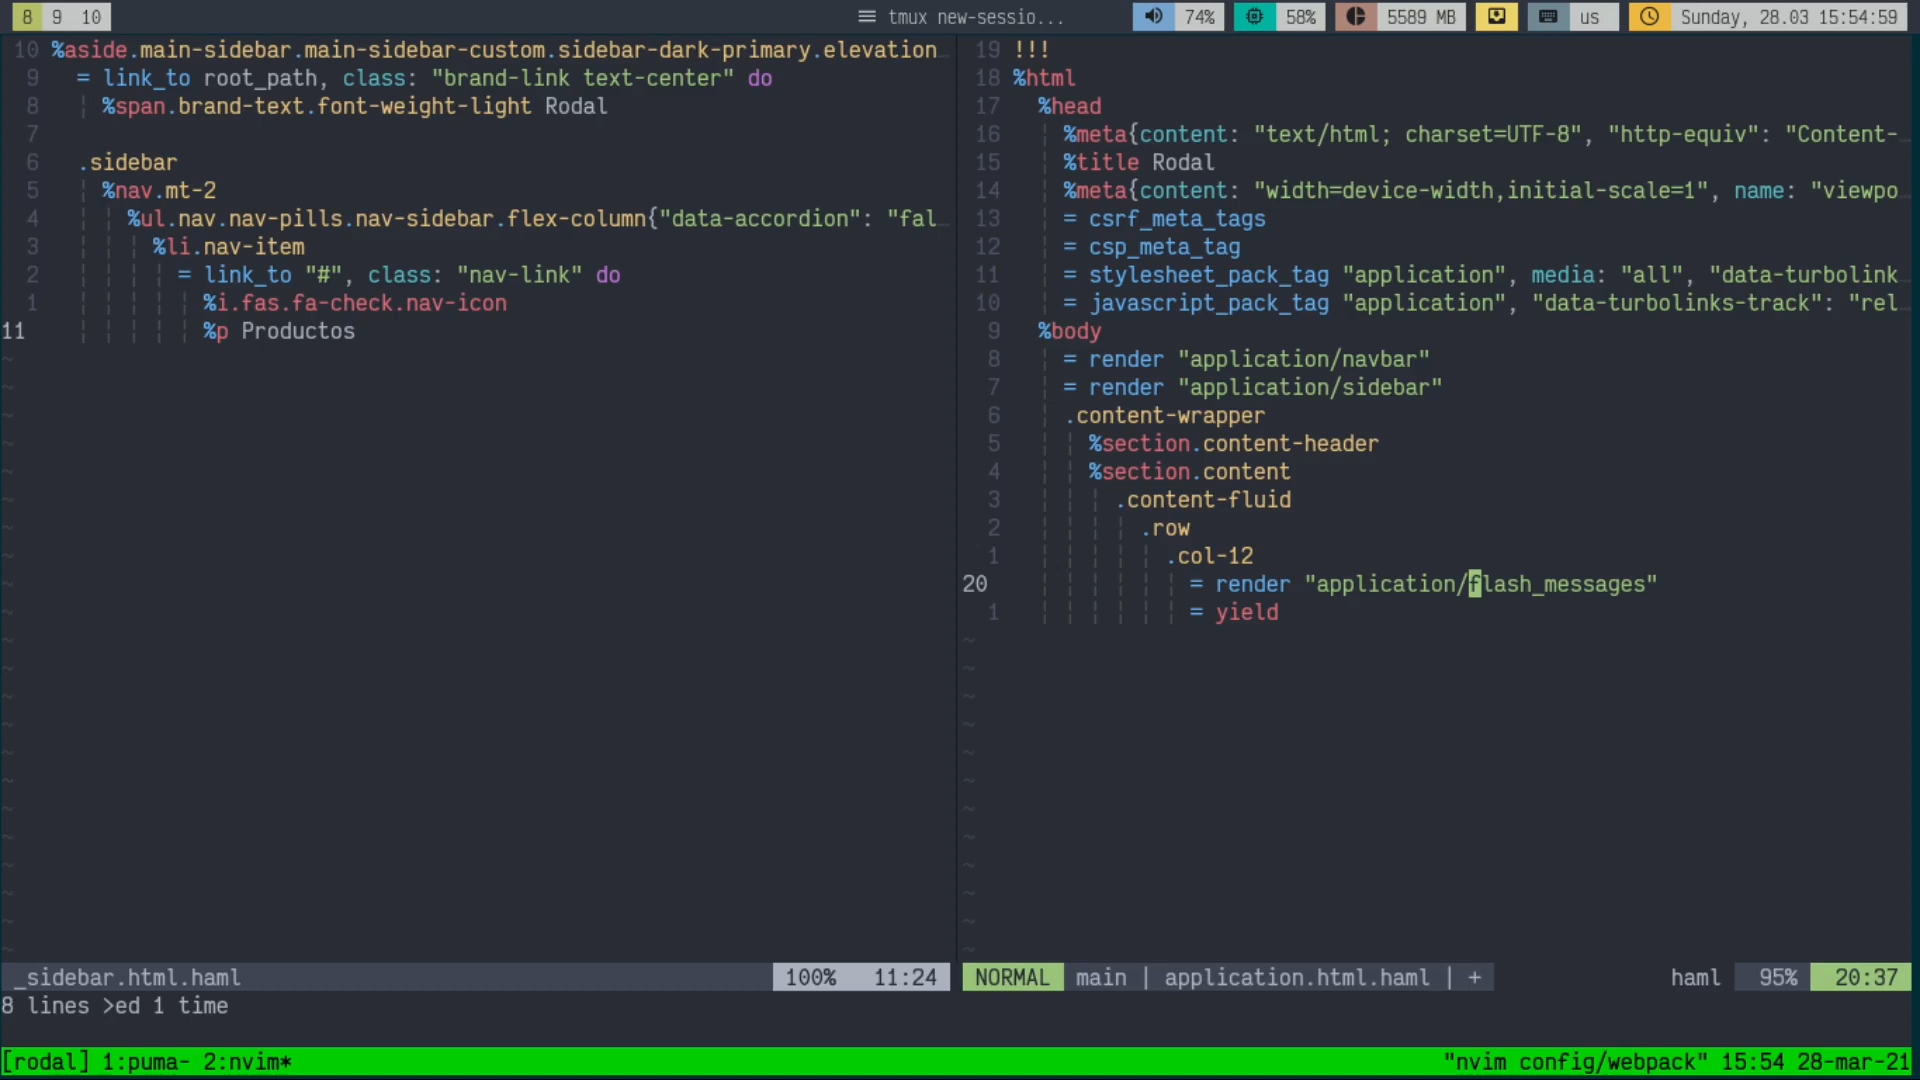 8 9 10 tmux new-sessio... 74% 58% 5589 MB us Sunday, 28.03 15:54:59
10 %aside.main-sidebar.main-sidebar-custom.sidebar-dark-primary.elevation
9 = link_to root_path, class: "brand-link text-center" do
8 %span.brand-text.font-weight-light Rodal
7
6 .sidebar
5 %nav.mt-2
4 %ul.nav.nav-pills.nav-sidebar.flex-column{"data-accordion": "fal
3 %li.nav-item
2 = link_to "#", class: "nav-link" do
1 %i.fas.fa-check.nav-icon
11 %p Productos
_sidebar.html.haml 100% 11:24
19 !!!
18 %html
17 %head
16 %meta{content: "text/html; charset=UTF-8", "http-equiv": "Content-
15 %title Rodal
14 %meta{content: "width=device-width,initial-scale=1", name: "viewpo
13 = csrf_meta_tags
12 = csp_meta_tag
11 = stylesheet_pack_tag "application", media: "all", "data-turbolink
10 = javascript_pack_tag "application", "data-turbolinks-track": "rel
9 %body
8 = render "application/navbar"
7 = render "application/sidebar"
6 .content-wrapper
5 %section.content-header
4 %section.content
3 .content-fluid
2 .row
1 .col-12
20 = render "application/flash_messages"
1 = yield
NORMAL main | application.html.haml | + haml 95% 20:37
8 lines >ed 1 time
[rodal] 1:puma- 2:nvim* "nvim config/webpack" 15:54 28-mar-21